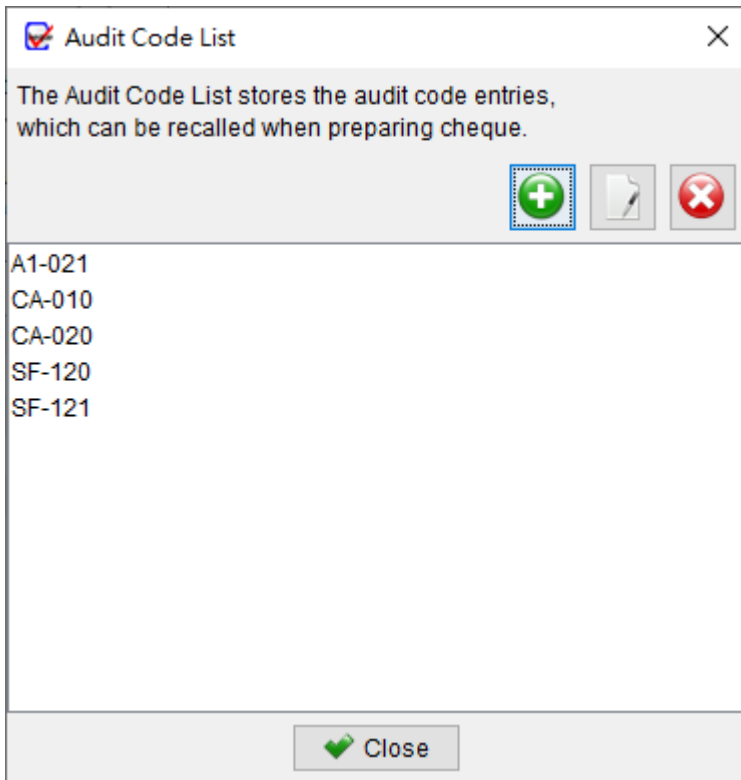 Audit Code List
The Audit Code List stores the audit code entries,
which can be recalled when preparing cheque.
A1-021
CA-010
CA-020
SF-120
SF-121
Close